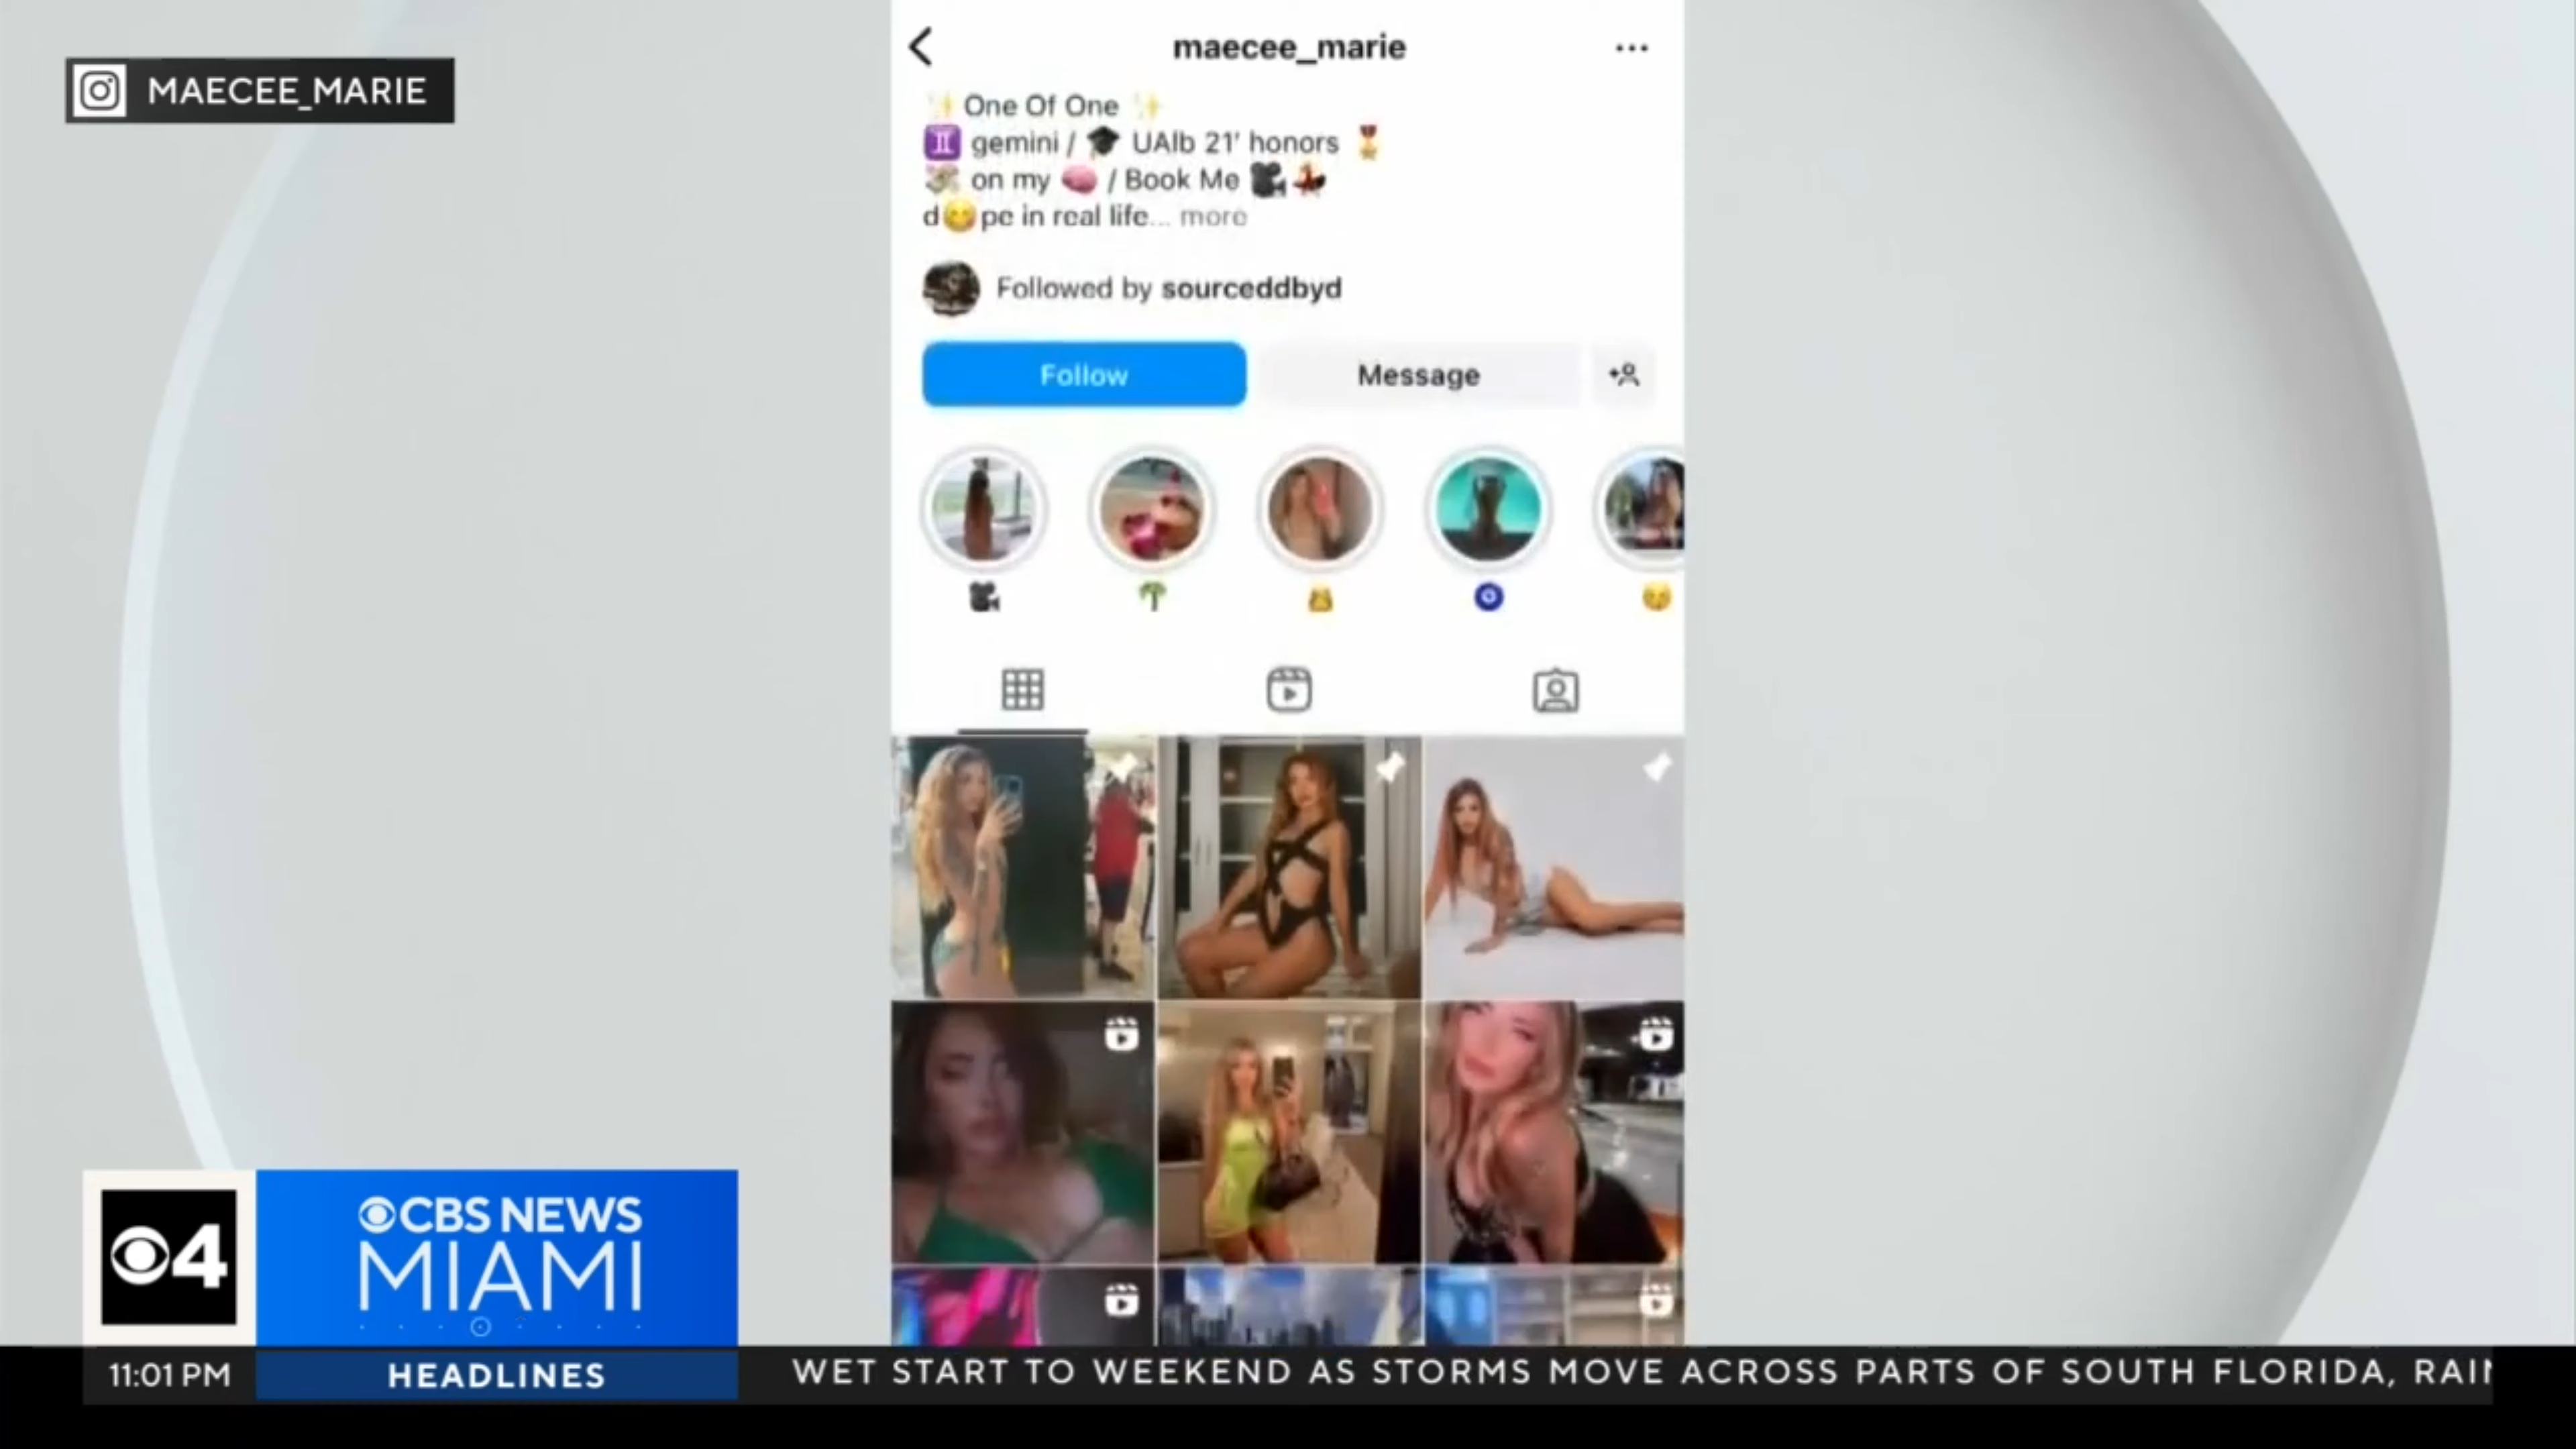 MAECEE_MARIE
maecee_marie
✨ One Of One ✨
♊ gemini / 🎓 UAlb 21' honors 🎖️
💸 on my 🧠 / Book Me 🎥💃
d😋pe in real life... more
Followed by sourceddbyd
Follow
Message
4
CBS NEWS
MIAMI
11:01 PM
HEADLINES
WET START TO WEEKEND AS STORMS MOVE ACROSS PARTS OF SOUTH FLORIDA, RAIN